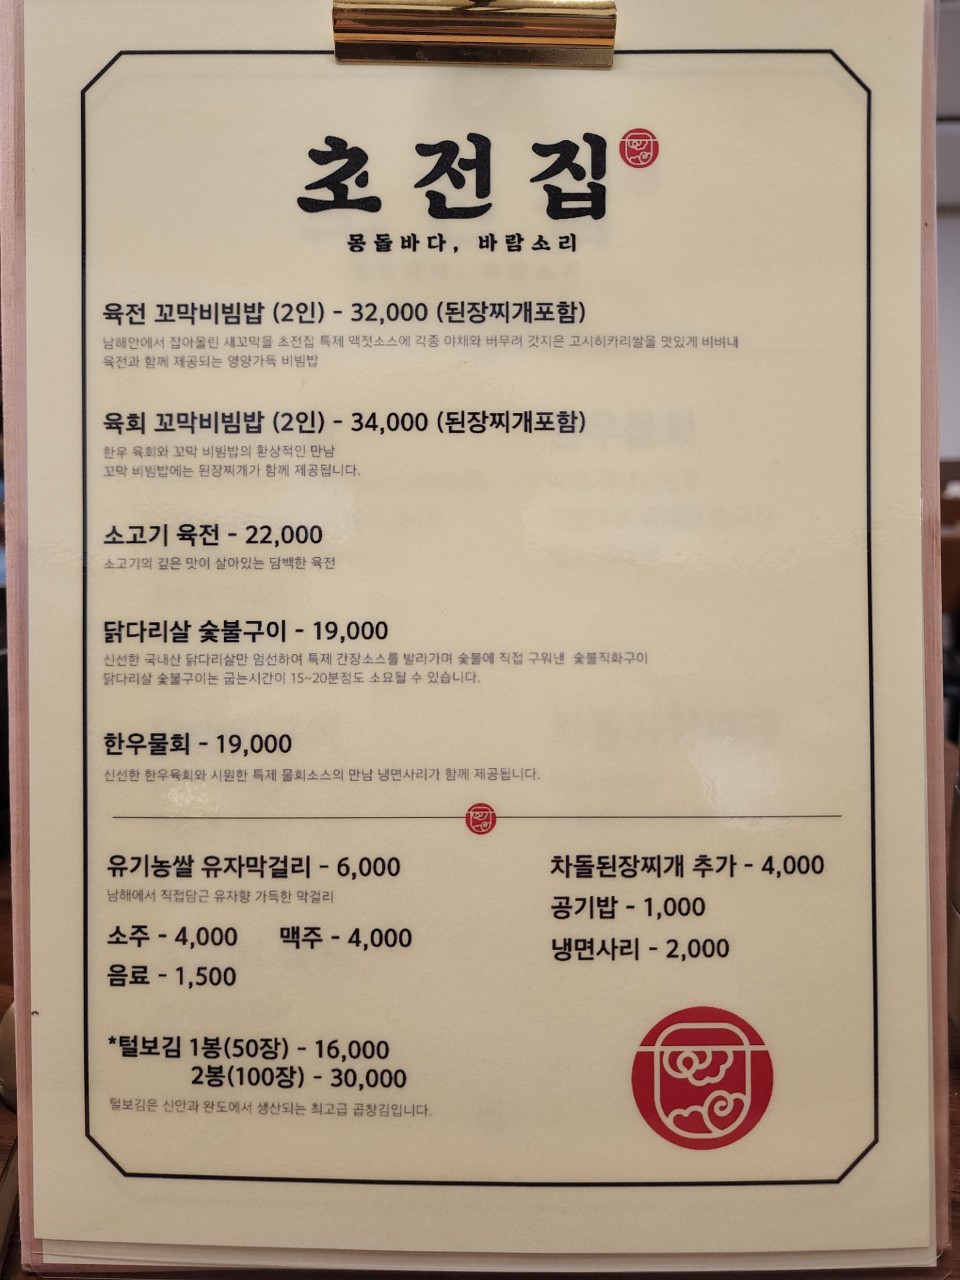 초전집
몽돌바다, 바람소리
육전 꼬막비빔밥 (2인) - 32,000 (된장찌개포함)
남해안에서 잡아올린 새꼬막을 초전집 특제 맥젓소스에 각종 야채와 버무려 갓지은 고시히카리쌀을 맛있게 비벼내
육전과 함께 제공되는 영양가득 비빔밥
육회 꼬막비빔밥 (2인) - 34,000 (된장찌개포함)
한우 육회와 꼬막 비빔밥의 환상적인 만남
꼬막 비빔밥에는 된장찌개가 함께 제공됩니다.
소고기 육전 - 22,000
소고기의 깊은 맛이 살아있는 담백한 육전
닭다리살 숯불구이 - 19,000
신선한 국내산 닭다리살만 엄선하여 특제 간장소스를 발라가며 숯불에 직접 구워낸 숯불직화구이
닭다리살 숯불구이는 굽는시간이 15~20분정도 소요될 수 있습니다.
한우물회 - 19,000
신선한 한우육회와 시원한 특제 물회소스의 만남 냉면사리가 함께 제공됩니다.
유기농쌀 유자막걸리 - 6,000
남해에서 직접담근 유자향 가득한 막걸리
소주 - 4,000 맥주 - 4,000
음료 - 1,500
차돌된장찌개 추가 - 4,000
공기밥 - 1,000
냉면사리 - 2,000
*털보김 1봉(50장) - 16,000
2봉(100장) - 30,000
털보김은 신안과 완도에서 생산되는 최고급 곱창김입니다.